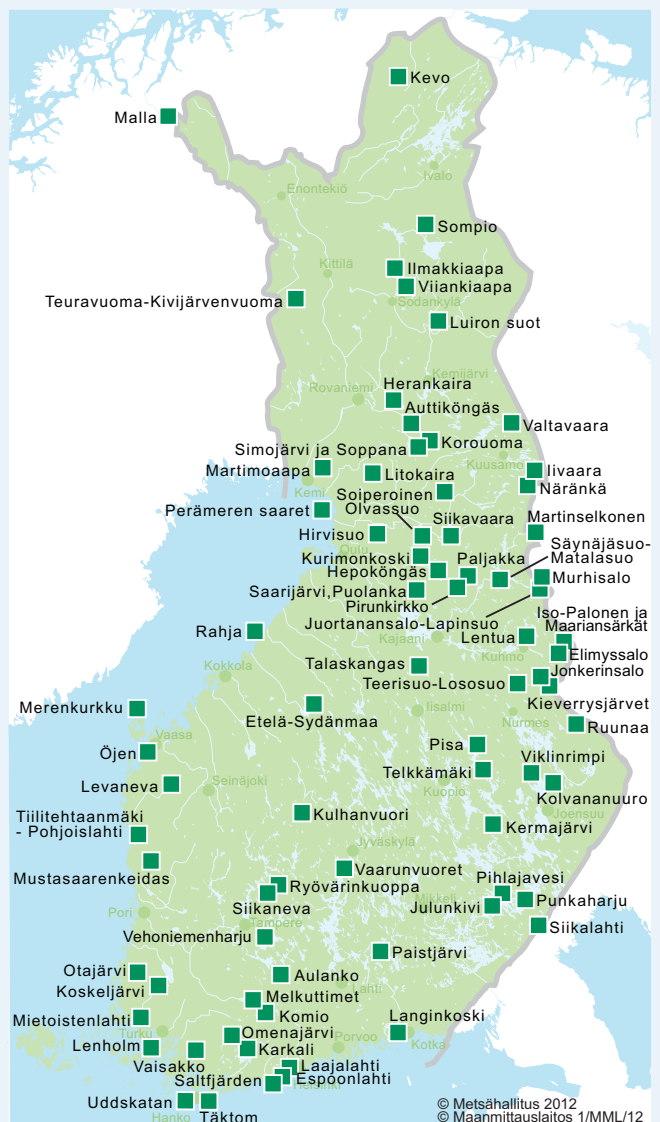 Kevo
Malla
Ivalo
Enontekiö
Sompio
Kittilä
Ilmakkiaapa
Viiankiaapa
Teuravuoma-Kivijärvenvuoma
Sodankylä
Luiron suot
Kemijärvi
Herankaira
Rovaniemi
Auttiköngäs
Valtavaara
Korouoma
Simojärvi ja Soppana
Kuusamo
Martimoaapa
Litokaira
Iivaara
Kemi
Näränkä
Soiperoinen
Perämeren saaret
Olvassuo
Siikavaara
Martinselkonen
Hirvisuo
Oulu
Säynäjäsuo-
Matalasuo
Kurimonkoski
Paljakka
Hepoköngäs
Murhisalo
Saarijärvi,Puolanka
Pirunkirkko
Iso-Palonen ja
Maariansärkät
Juortanansalo-Lapinsuo
Rahja
Kajaani
Lentua
Kuhmo
Elimyssalo
Talaskangas
Jonkerinsalo
Kokkola
Teerisuo-Lososuo
Kieverrysjärvet
Merenkurkku
Etelä-Sydänmaa
Iisalmi
Nurmes
Ruunaa
Vaasa
Öjen
Pisa
Viklinrimpi
Telkkämäki
Levaneva
Seinäjoki
Kuopio
Kolvananuuro
Joensuu
Tiilitehtaanmäki
- Pohjoislahti
Kulhanvuori
Kermajärvi
Jyväskylä
Mustasaarenkeidas
Vaarunvuoret
Ryövärinkuoppa
Pihlajavesi
Siikaneva
Mikkeli
Julunkivi
Punkaharju
Pori
Tampere
Siikalahti
Vehoniemenharju
Paistjärvi
Otajärvi
Aulanko
Koskeljärvi
Lahti
Melkuttimet
Mietoistenlahti
Komio
Langinkoski
Turku
Omenajärvi
Porvoo
Kotka
Lenholm
Karkali
Vaisakko
Laajalahti
Espoonlahti
Saltfjärden
Helsinki
Uddskatan
Hanko
Täktom
© Metsähallitus 2012
© Maanmittauslaitos 1/MML/12